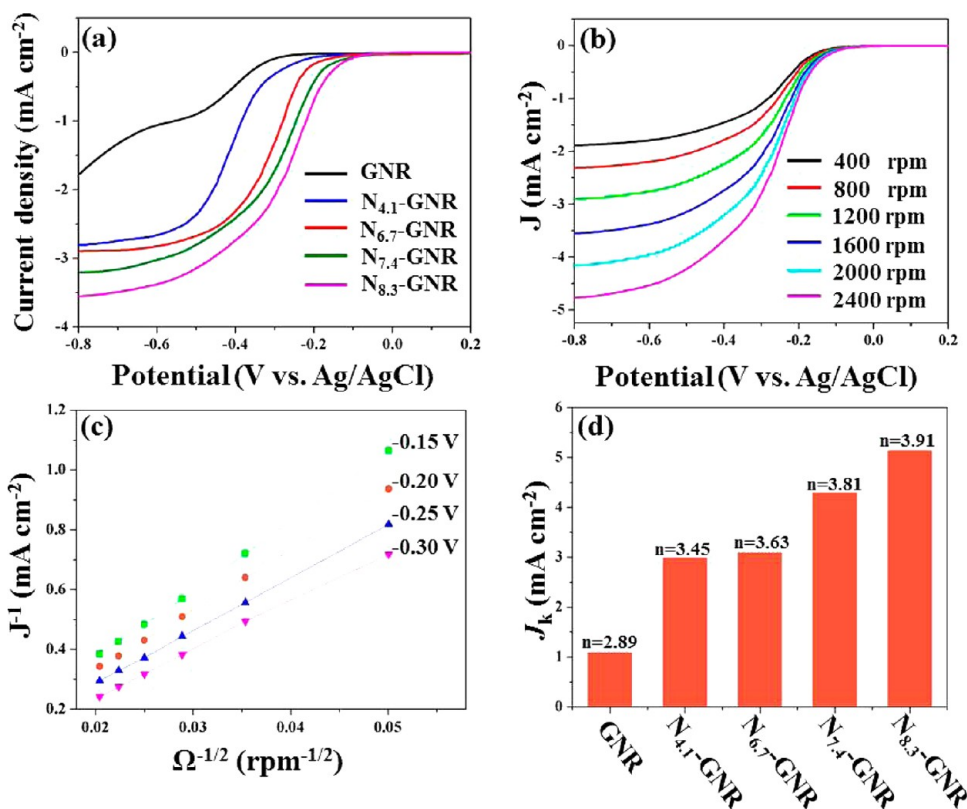 (a)
Current density (mA cm-2)
0
-1
-2
-3
-4
GNR
N4.1-GNR
N6.7-GNR
N7.4-GNR
N8.3-GNR
-0.8 -0.6 -0.4 -0.2 0.0 0.2
Potential (V vs. Ag/AgCl)
(b)
J (mA cm-2)
0
-1
-2
-3
-4
-5
400 rpm
800 rpm
1200 rpm
1600 rpm
2000 rpm
2400 rpm
-0.8 -0.6 -0.4 -0.2 0.0 0.2
Potential (V vs. Ag/AgCl)
(c)
J-1 (mA cm-2)
1.2
1.0
0.8
0.6
0.4
0.2
-0.15 V
-0.20 V
-0.25 V
-0.30 V
0.02 0.03 0.04 0.05
Ω-1/2 (rpm-1/2)
(d)
Jk (mA cm-2)
6
5
4
3
2
1
0
n=2.89
n=3.45
n=3.63
n=3.81
n=3.91
GNR
N4.1-GNR
N6.7-GNR
N7.4-GNR
N8.3-GNR